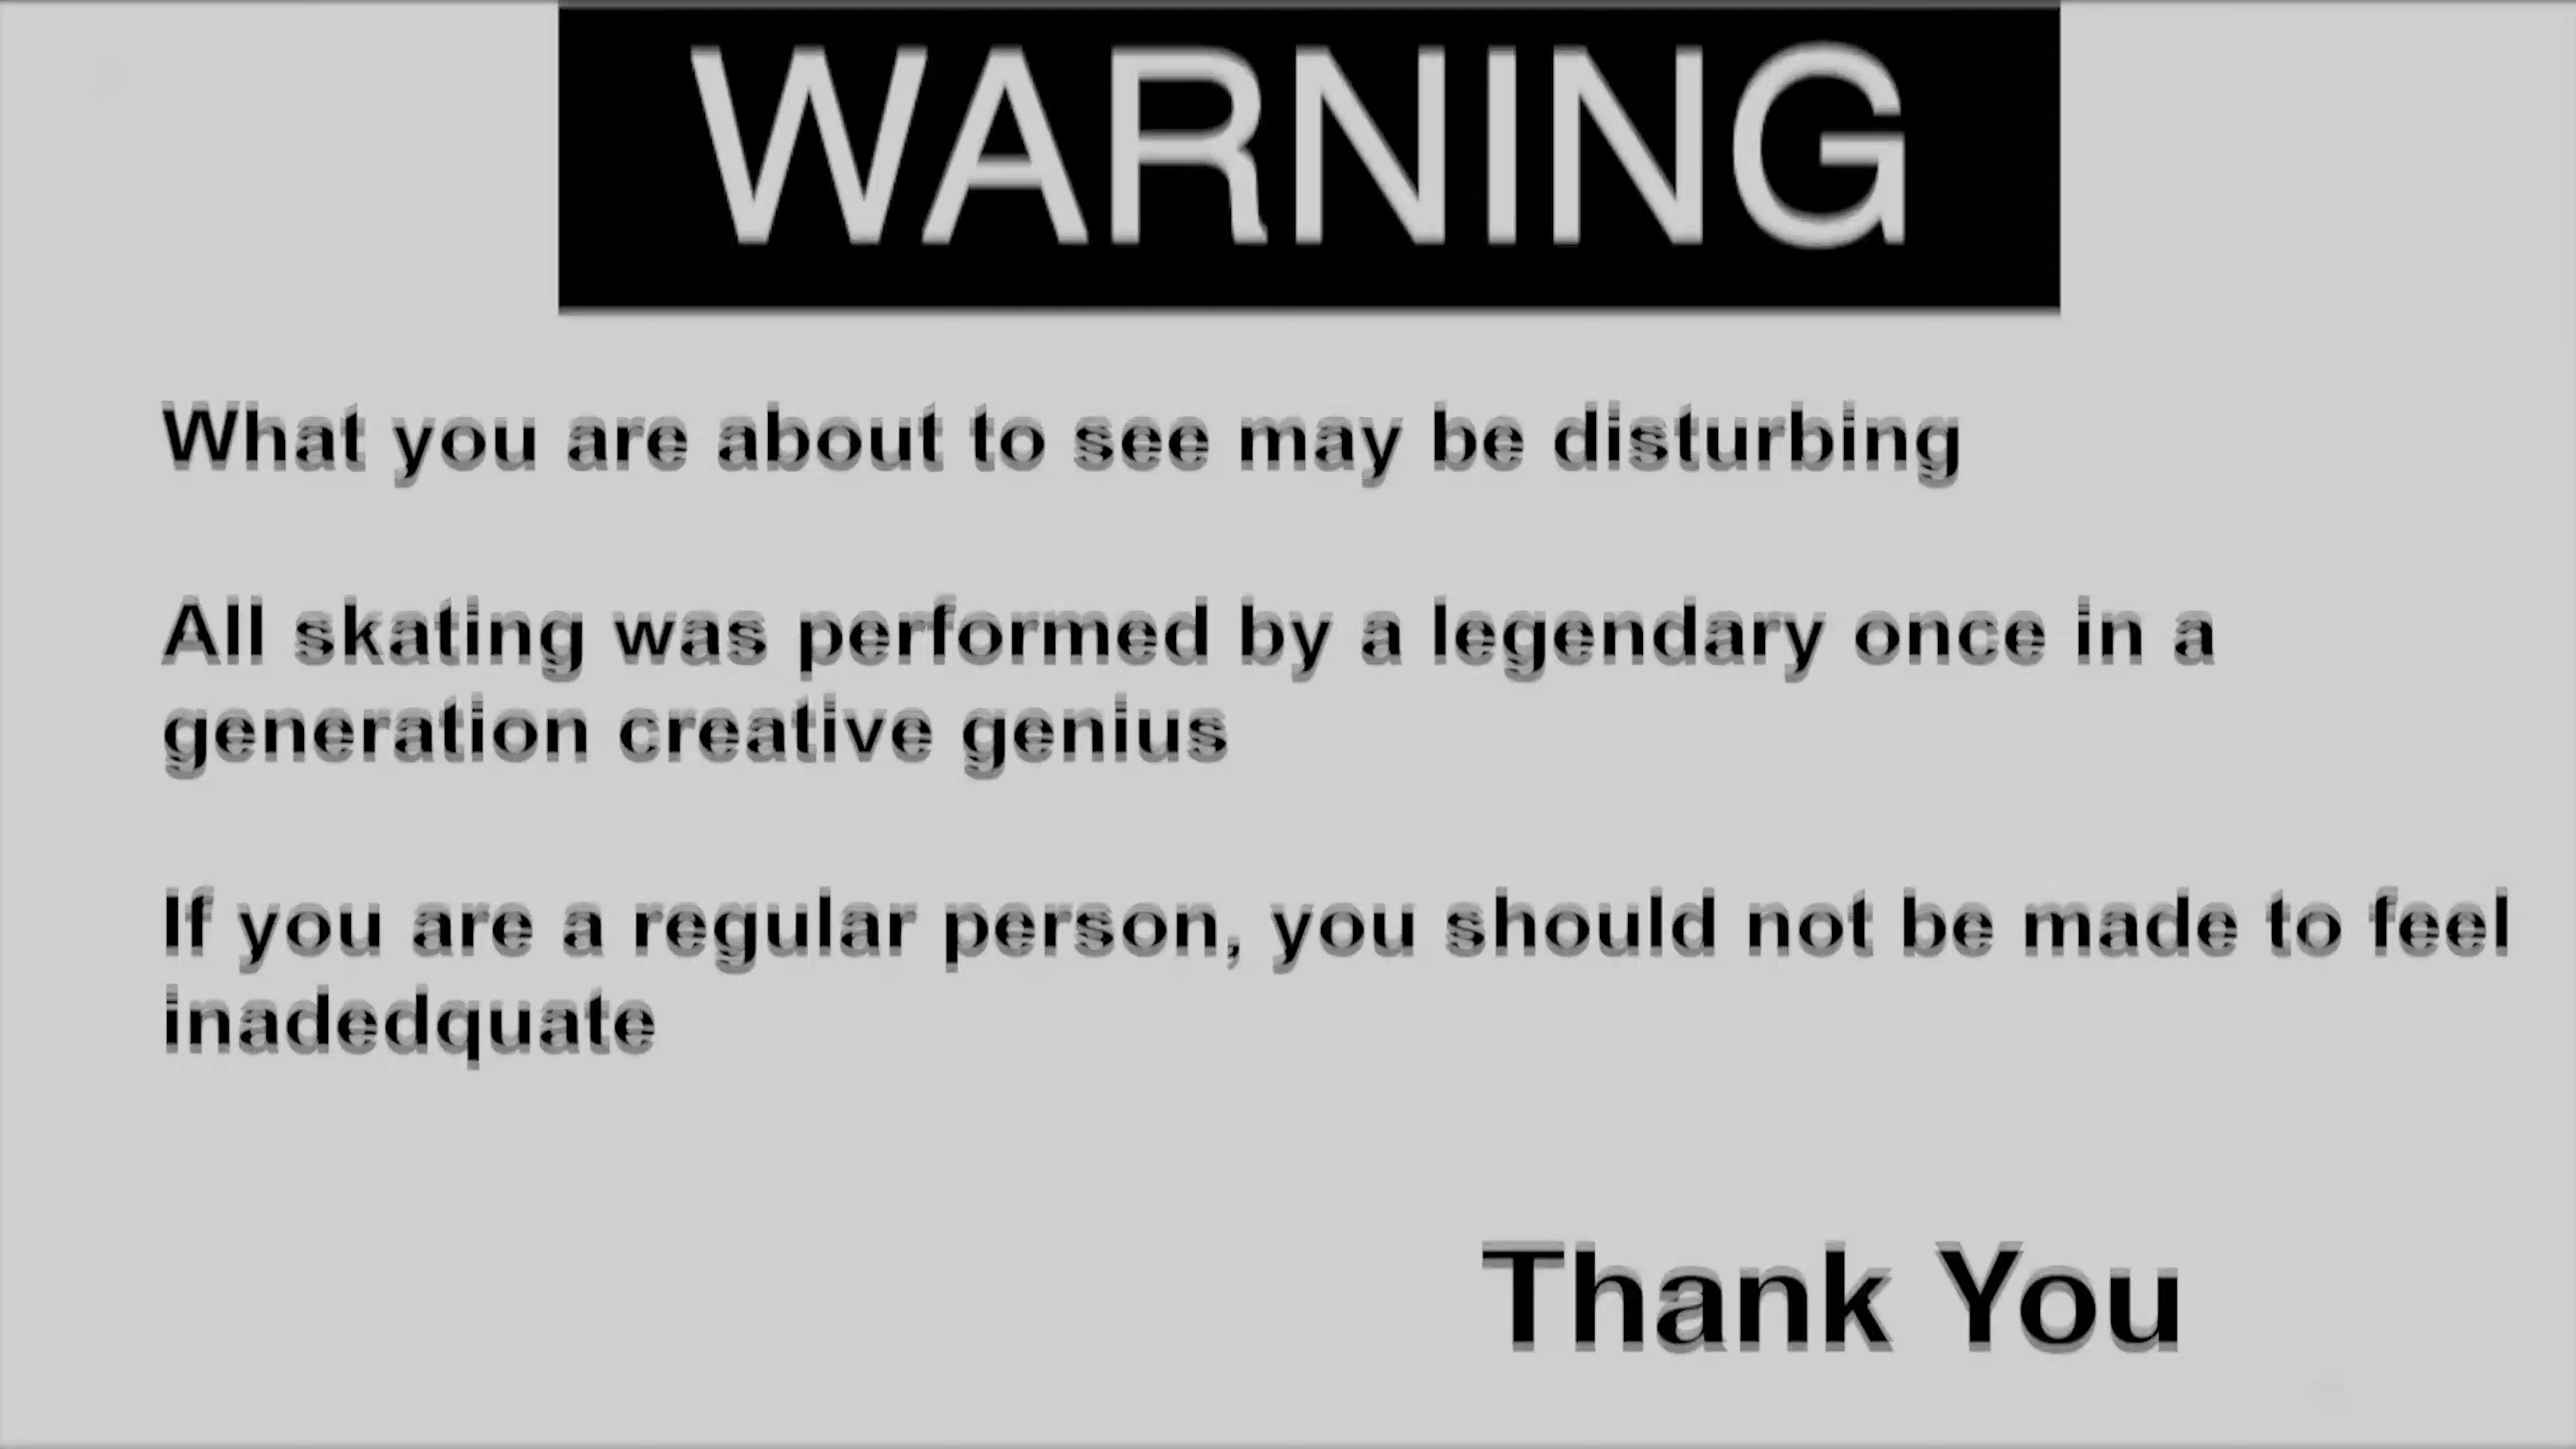 WARNING
What you are about to see may be disturbing
All skating was performed by a legendary once in a
generation creative genius
If you are a regular person, you should not be made to feel
inadedquate
Thank You